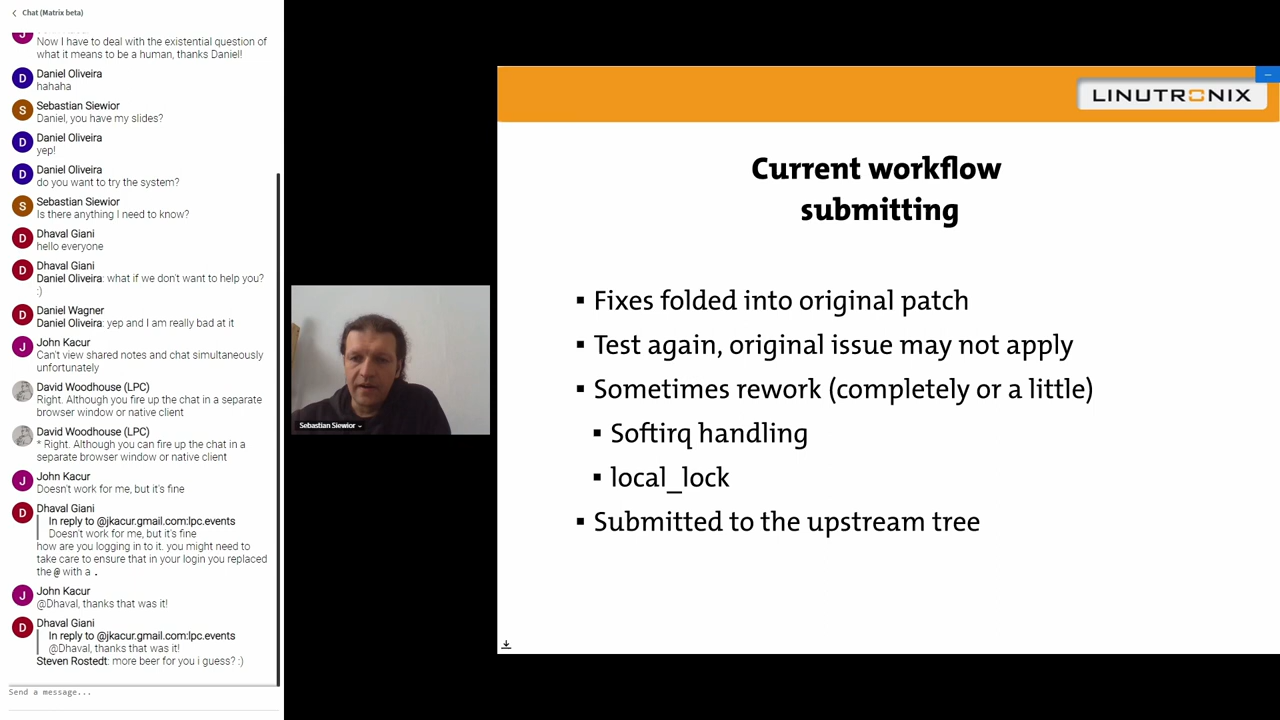 Chat (Matrix beta)
J
Now I have to deal with the existential question of
what it means to be a human, thanks Daniel!
D
Daniel Oliveira
hahaha
S
Sebastian Siewior
Daniel, you have my slides?
D
Daniel Oliveira
yep!
D
Daniel Oliveira
do you want to try the system?
S
Sebastian Siewior
Is there anything I need to know?
D
Dhaval Giani
hello everyone
D
Dhaval Giani
Daniel Oliveira: what if we don't want to help you?
:)
D
Daniel Wagner
Daniel Oliveira: yep and I am really bad at it
J
John Kacur
Can't view shared notes and chat simultaneously
unfortunately
David Woodhouse (LPC)
Right. Although you fire up the chat in a separate
browser window or native client
David Woodhouse (LPC)
* Right. Although you can fire up the chat in a
separate browser window or native client
J
John Kacur
Doesn't work for me, but it's fine
D
Dhaval Giani
In reply to @jkacur.gmail.com:lpc.events
Doesn't work for me, but it's fine
how are you logging in to it. you might need to
take care to ensure that in your login you replaced
the @ with a .
J
John Kacur
@Dhaval, thanks that was it!
D
Dhaval Giani
In reply to @jkacur.gmail.com:lpc.events
@Dhaval, thanks that was it!
Steven Rostedt: more beer for you i guess? :)
Send a message...
Sebastian Siewior
LINUTRONIX
Current workflow
submitting
▪ Fixes folded into original patch
▪ Test again, original issue may not apply
▪ Sometimes rework (completely or a little)
▪ Softirq handling
▪ local_lock
▪ Submitted to the upstream tree